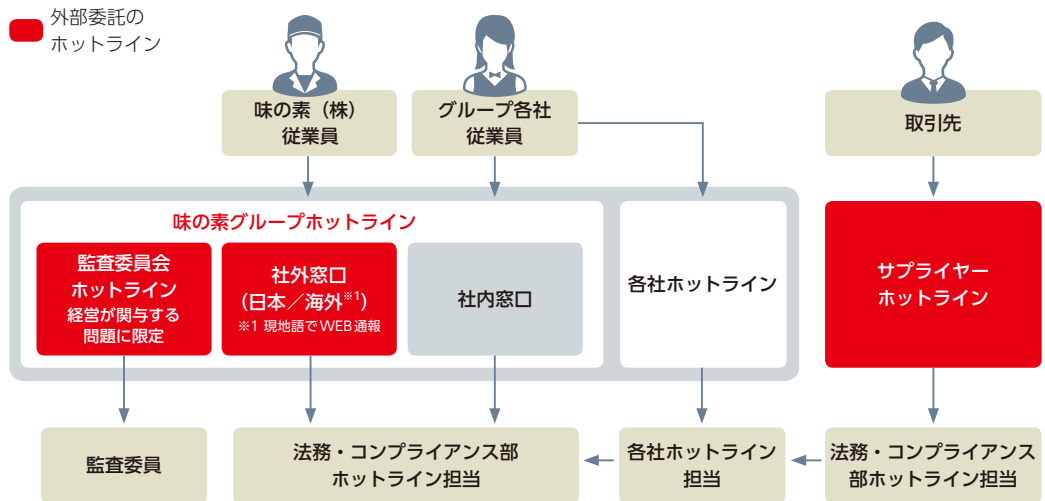 外部委託の
ホットライン
味の素（株）
従業員
グループ各社
従業員
取引先
味の素グループホットライン
監査委員会
ホットライン
経営が関与する
問題に限定
社外窓口
（日本／海外※1）
※1 現地語でWEB通報
社内窓口
各社ホットライン
サプライヤー
ホットライン
監査委員
法務・コンプライアンス部
ホットライン担当
各社ホットライン
担当
法務・コンプライアンス
部ホットライン担当